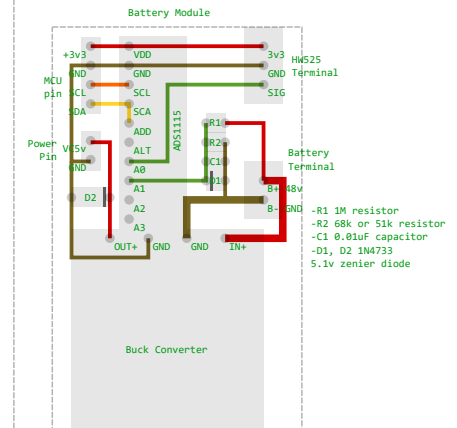 Battery Module
+3v3
VDD
3v3
HW525
GND
GND
GND
Terminal
MCU
pin
SCL
SCL
SIG
SDA
SCA
ADS1115
ADD
R1
Power
Pin
VC5v
ALT
R2
Battery
Terminal
GND
A0
C1
A1
D1
B+ 48v
D2
A2
B- GND
A3
OUT+
GND
GND
IN+
-R1 1M resistor
-R2 68k or 51k resistor
-C1 0.01uF capacitor
-D1, D2 1N4733
5.1v zenier diode
Buck Converter